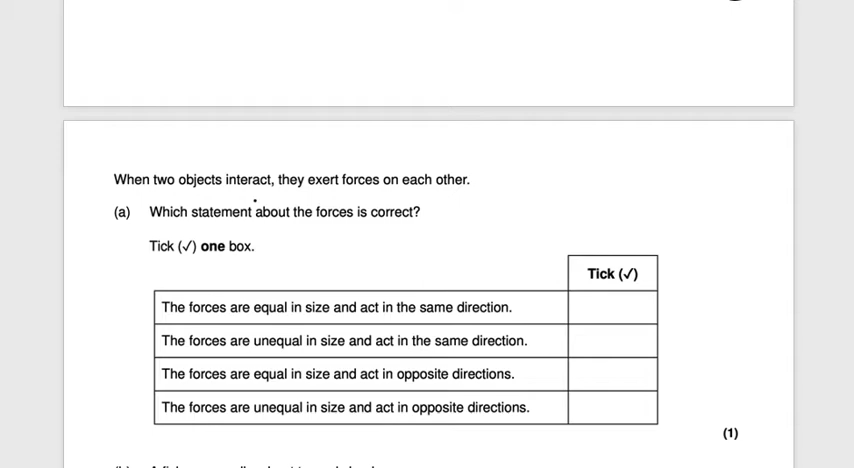 When two objects interact, they exert forces on each other.
(a) Which statement about the forces is correct?
Tick (✓) one box.
Tick (✓)
The forces are equal in size and act in the same direction.
The forces are unequal in size and act in the same direction.
The forces are equal in size and act in opposite directions.
The forces are unequal in size and act in opposite directions.
(1)